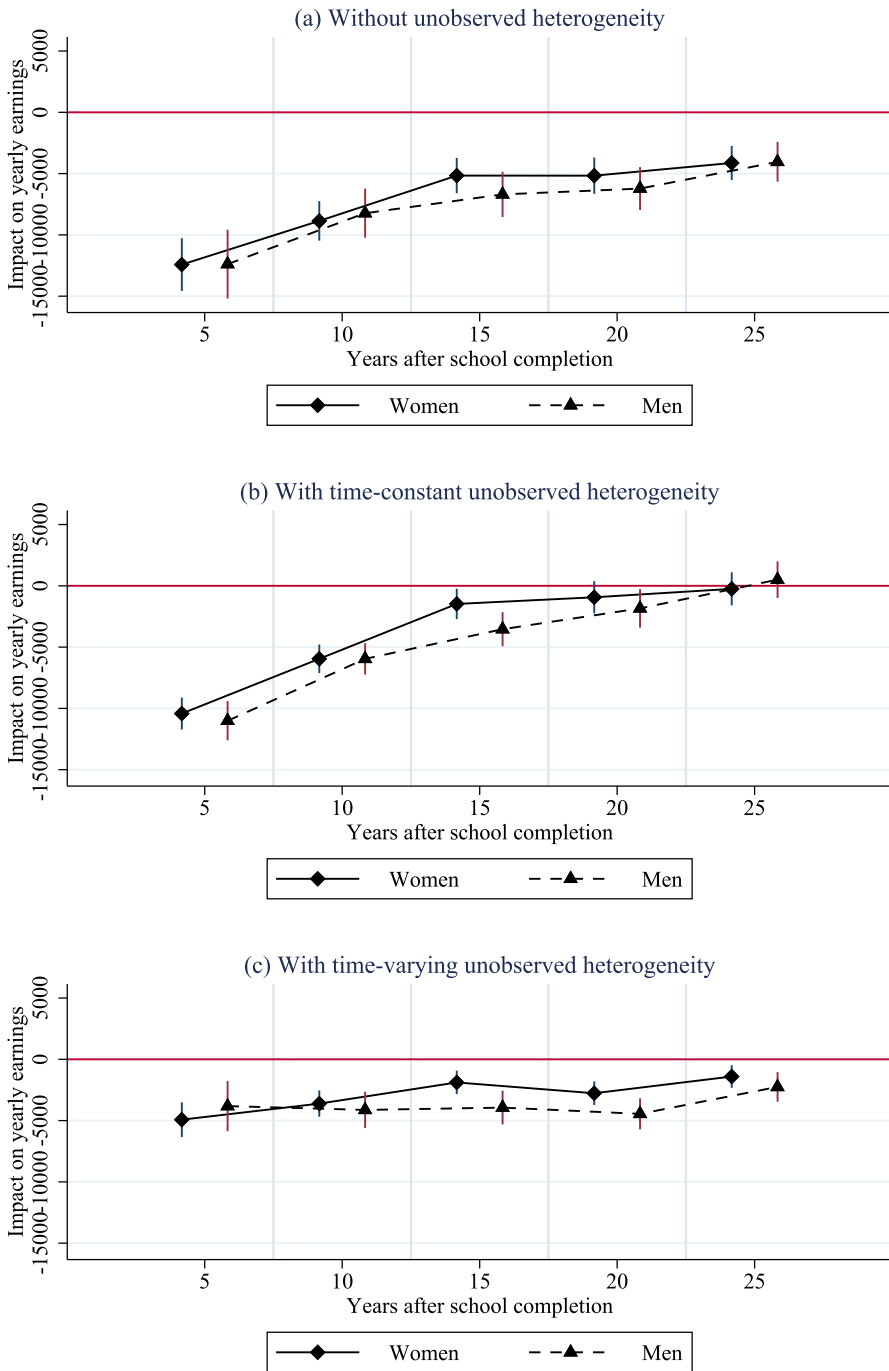 (a) Without unobserved heterogeneity
Impact on yearly earnings
5000
0
-5000
-10000
-15000
5 10 15 20 25
Years after school completion
Women Men
(b) With time-constant unobserved heterogeneity
Impact on yearly earnings
5000
0
-5000
-10000
-15000
5 10 15 20 25
Years after school completion
Women Men
(c) With time-varying unobserved heterogeneity
Impact on yearly earnings
5000
0
-5000
-10000
-15000
5 10 15 20 25
Years after school completion
Women Men